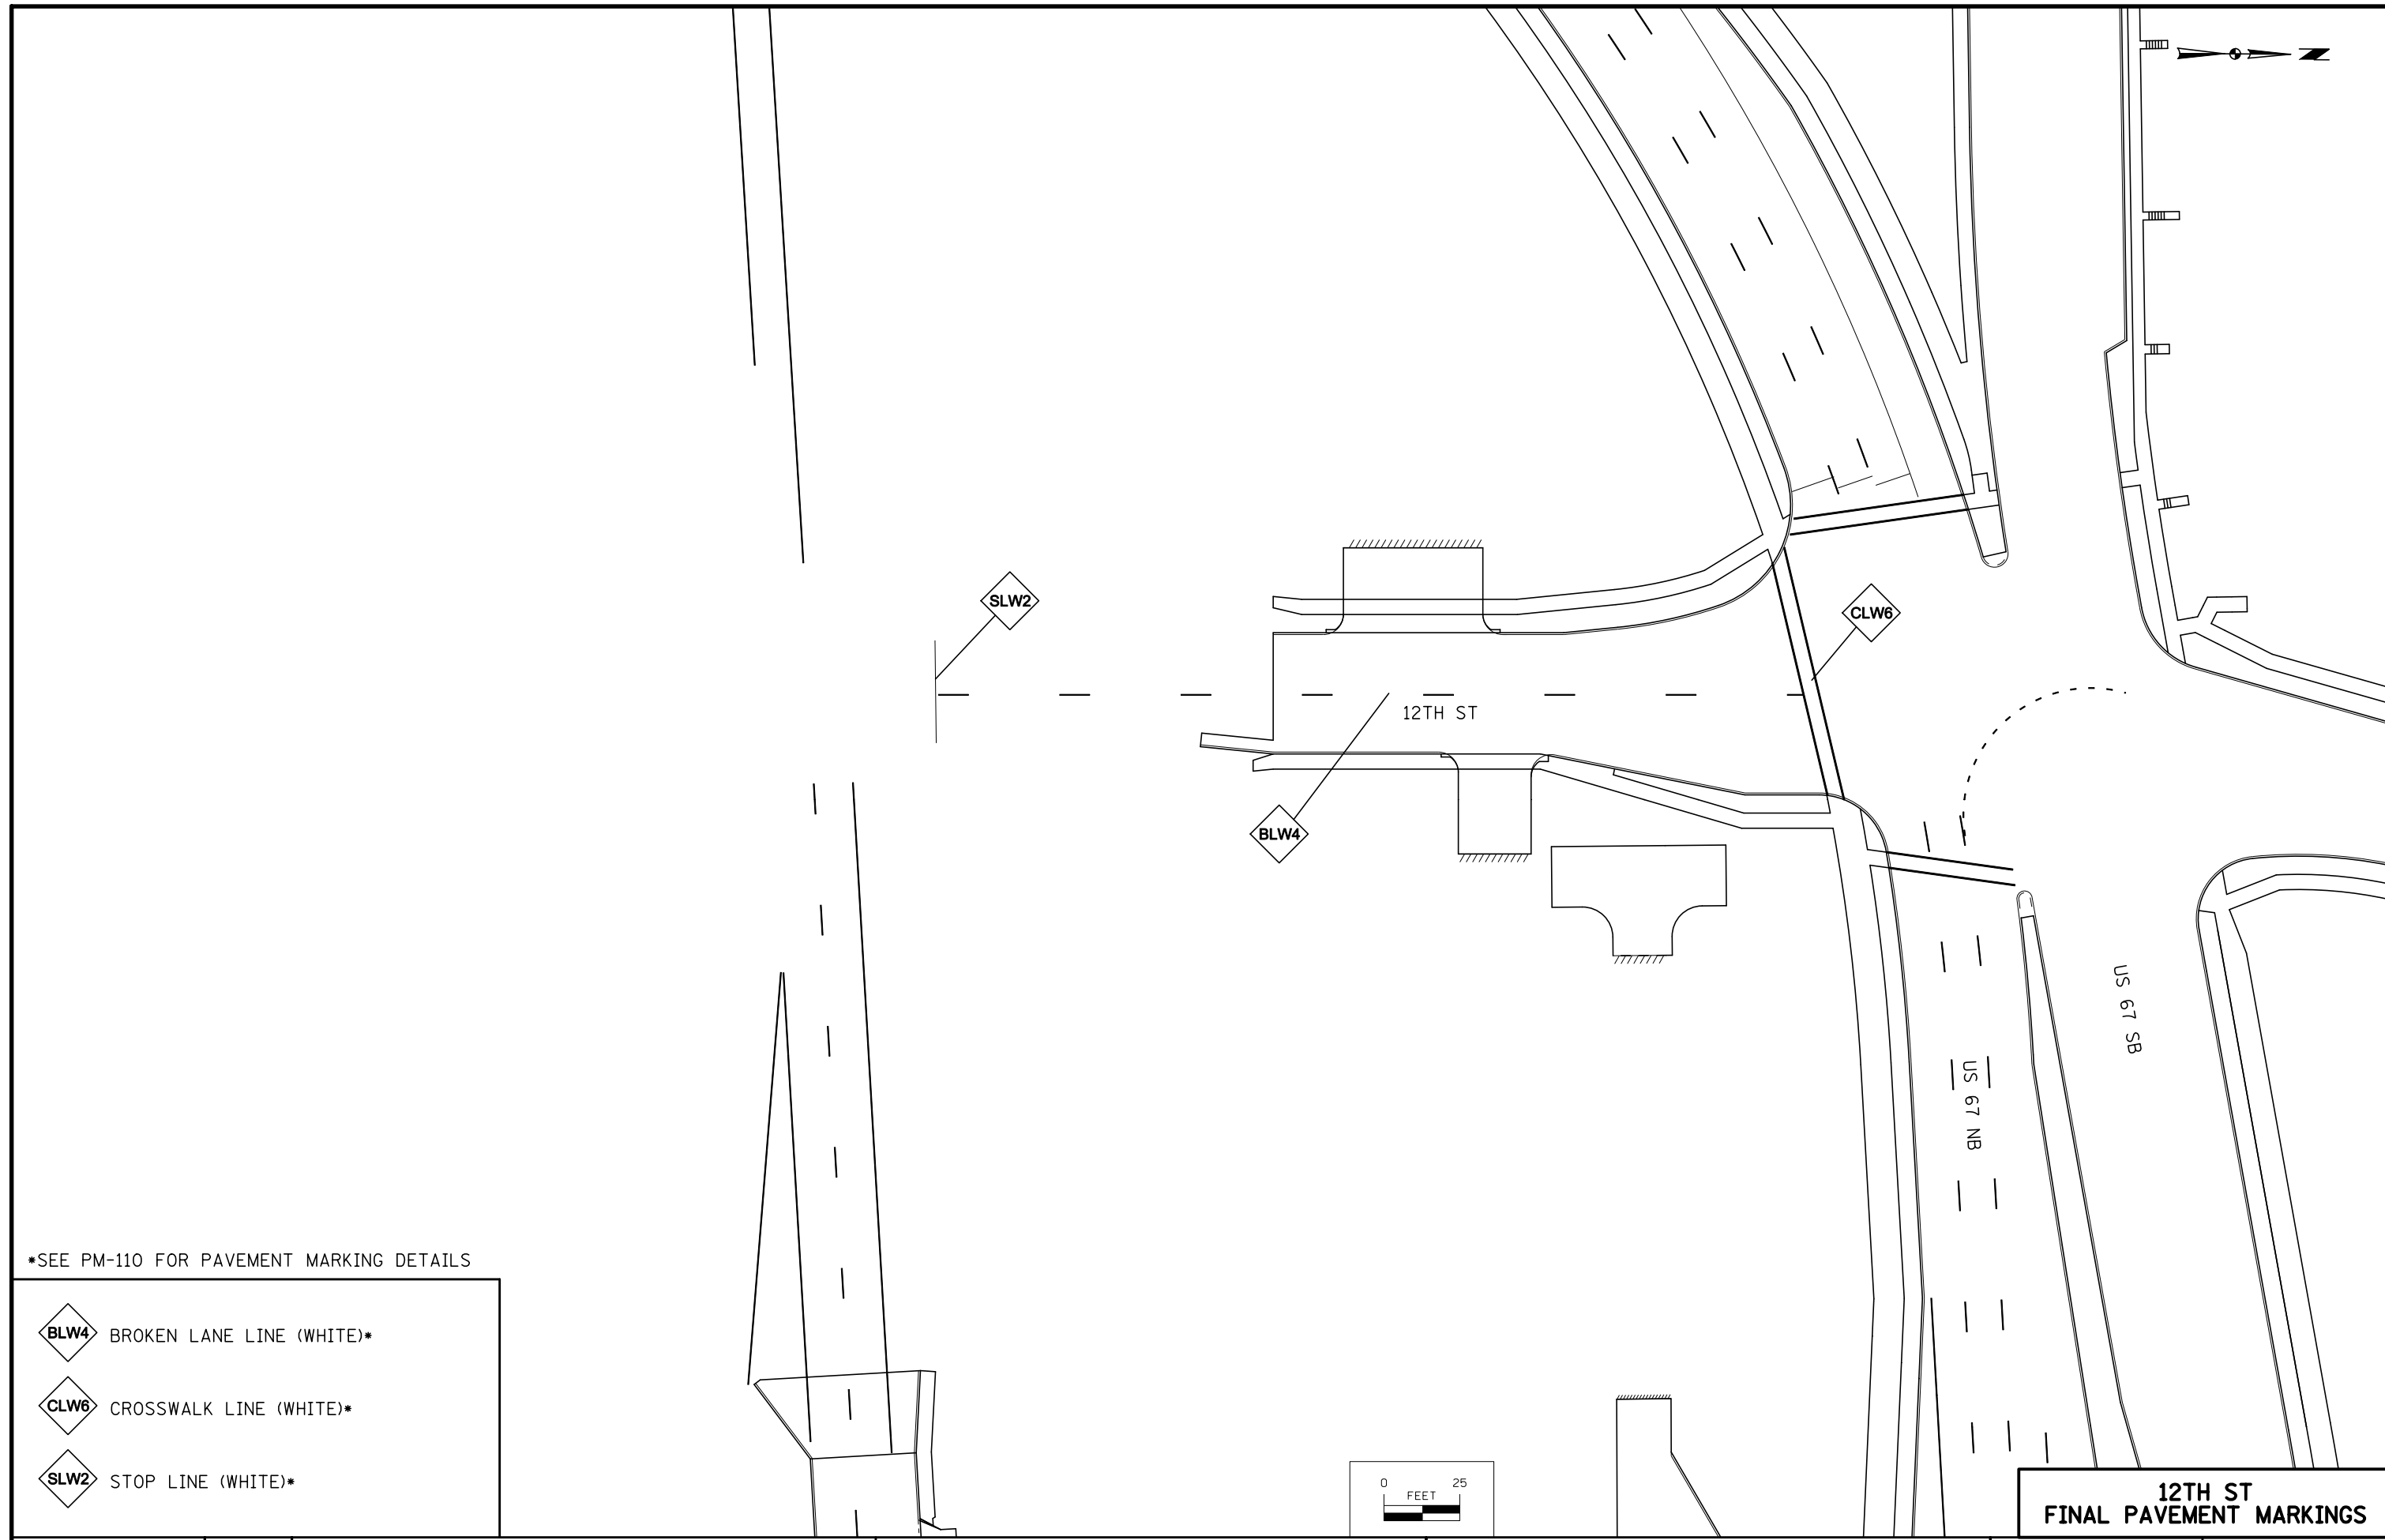 N
SLW2
CLW6
12TH ST
BLW4
US 67 SB
US 67 NB
*SEE PM-110 FOR PAVEMENT MARKING DETAILS
BLW4 BROKEN LANE LINE (WHITE)*
CLW6 CROSSWALK LINE (WHITE)*
SLW2 STOP LINE (WHITE)*
0 25
FEET
12TH ST
FINAL PAVEMENT MARKINGS